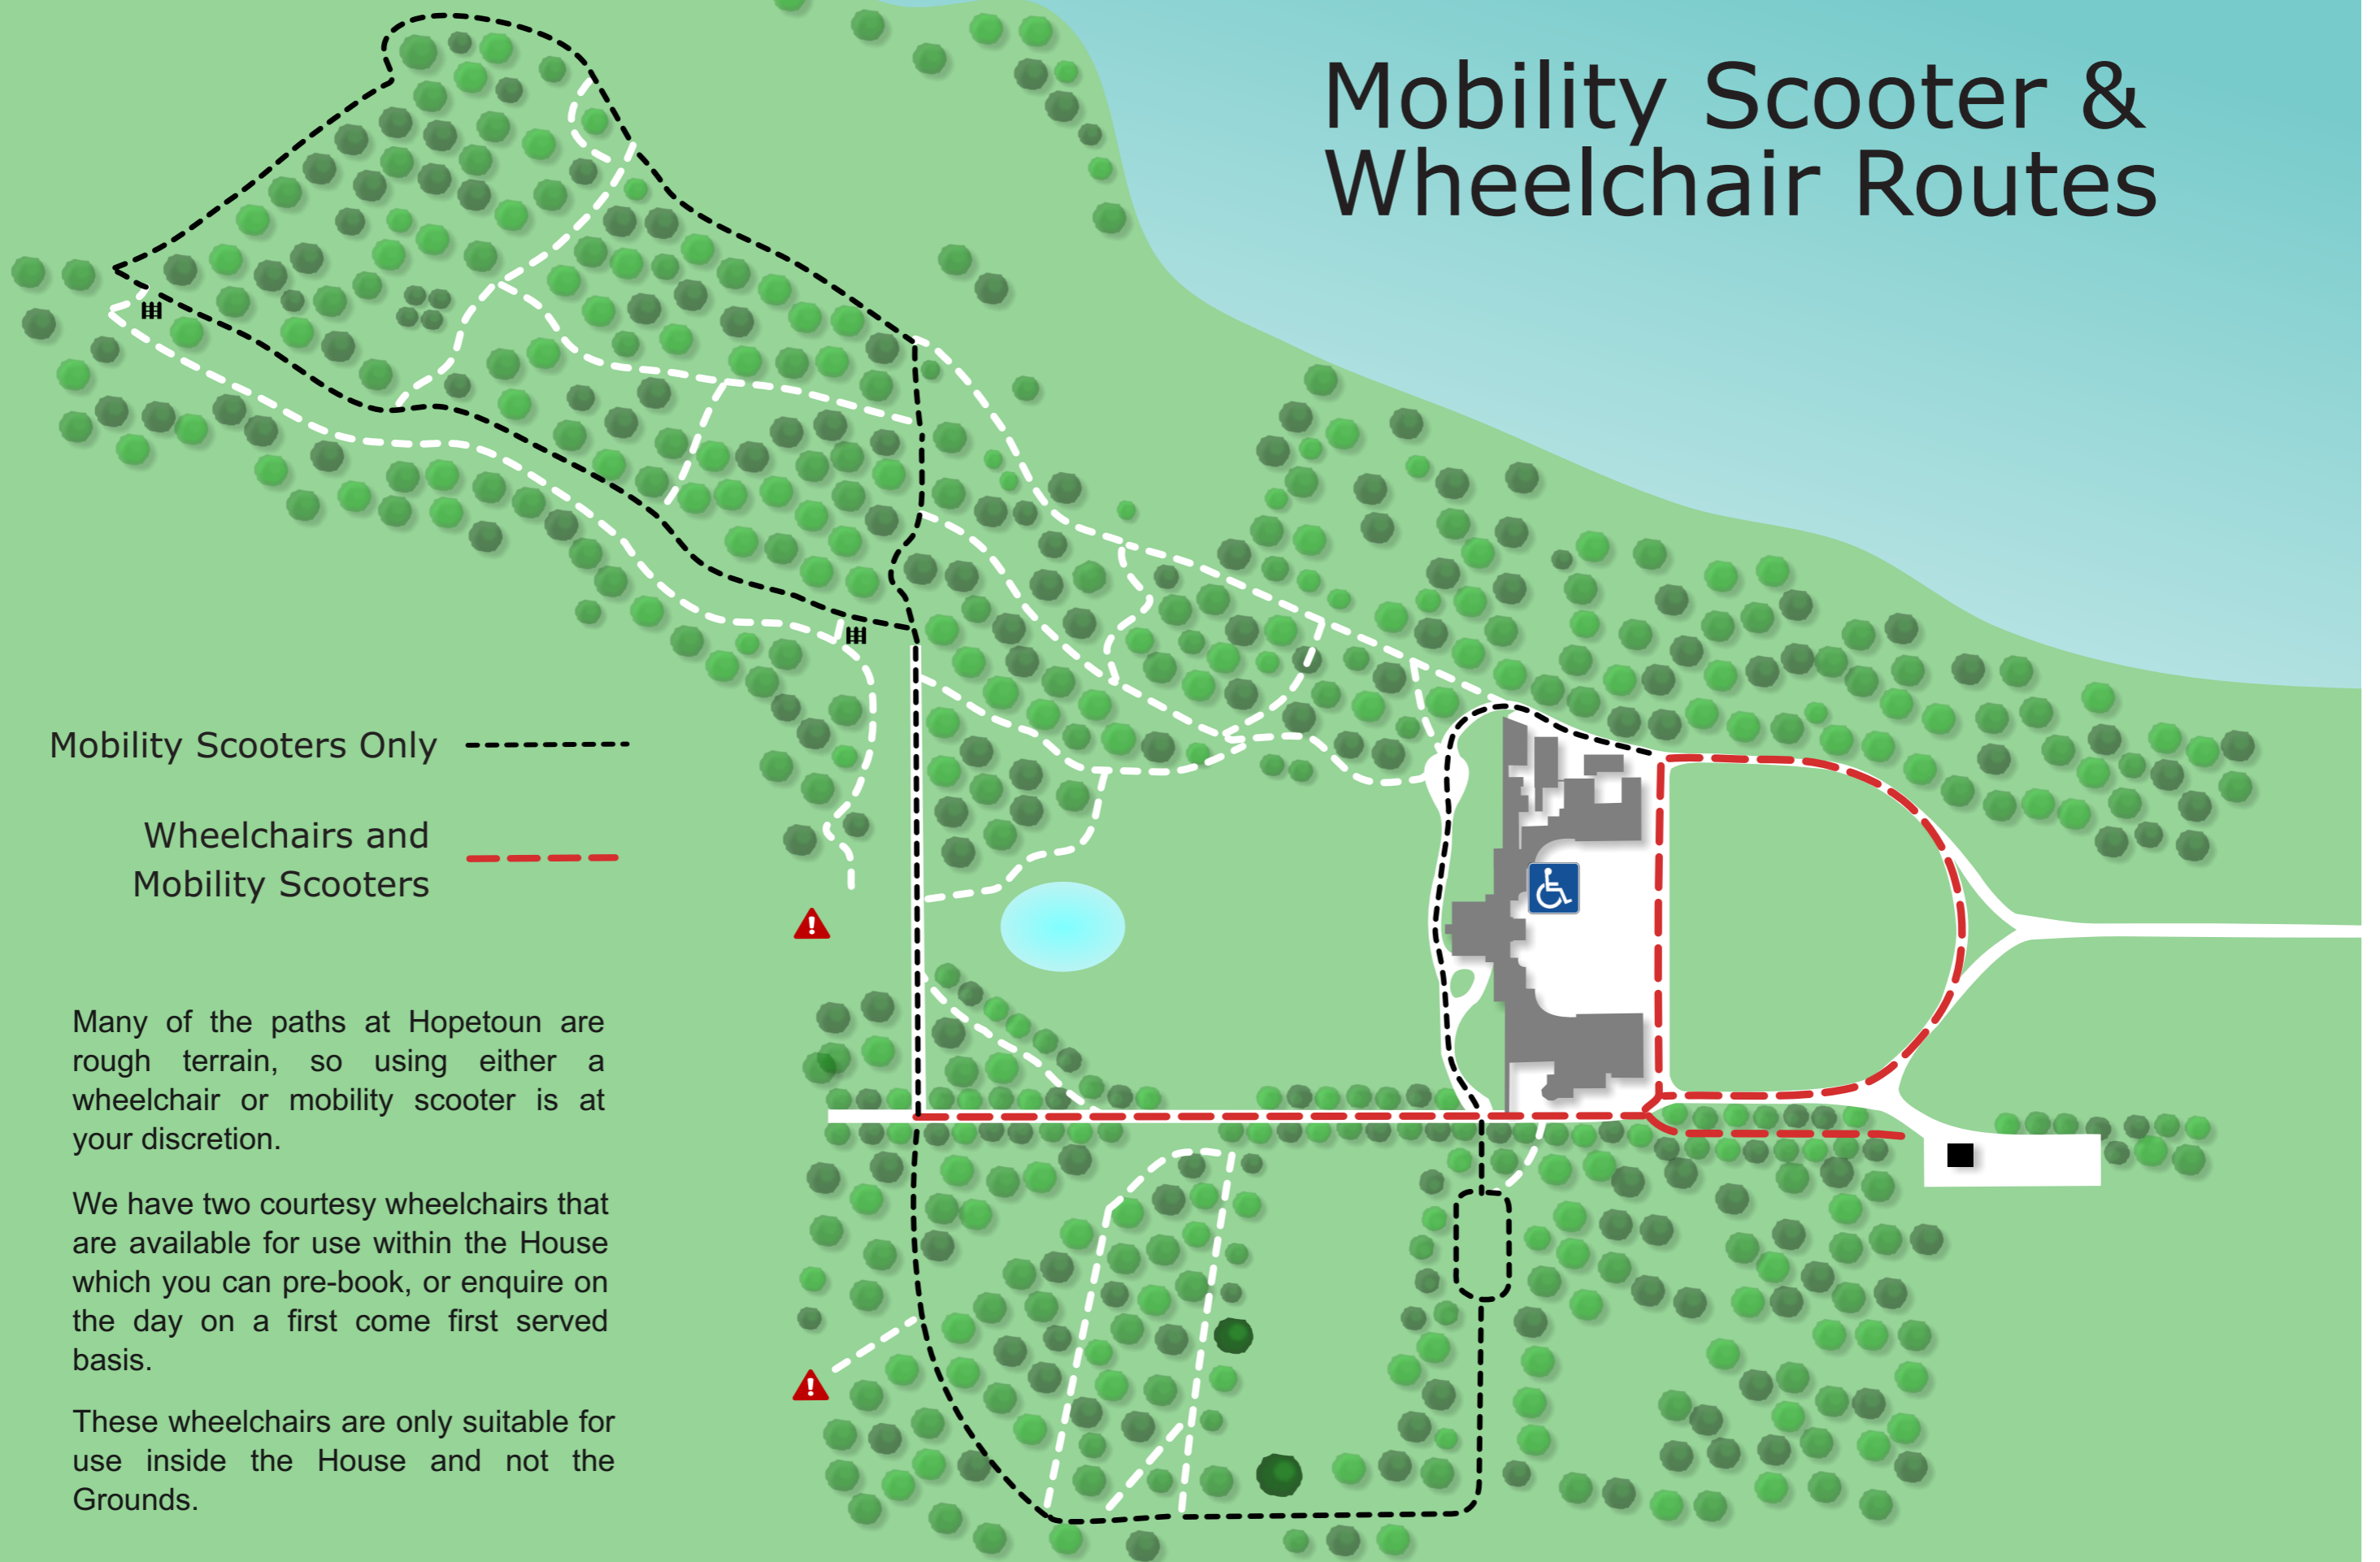 Mobility Scooter &
Wheelchair Routes
Mobility Scooters Only
Wheelchairs and
Mobility Scooters
Many of the paths at Hopetoun are
rough terrain, so using either a
wheelchair or mobility scooter is at
your discretion.
We have two courtesy wheelchairs that
are available for use within the House
which you can pre-book, or enquire on
the day on a first come first served
basis.
These wheelchairs are only suitable for
use inside the House and not the
Grounds.